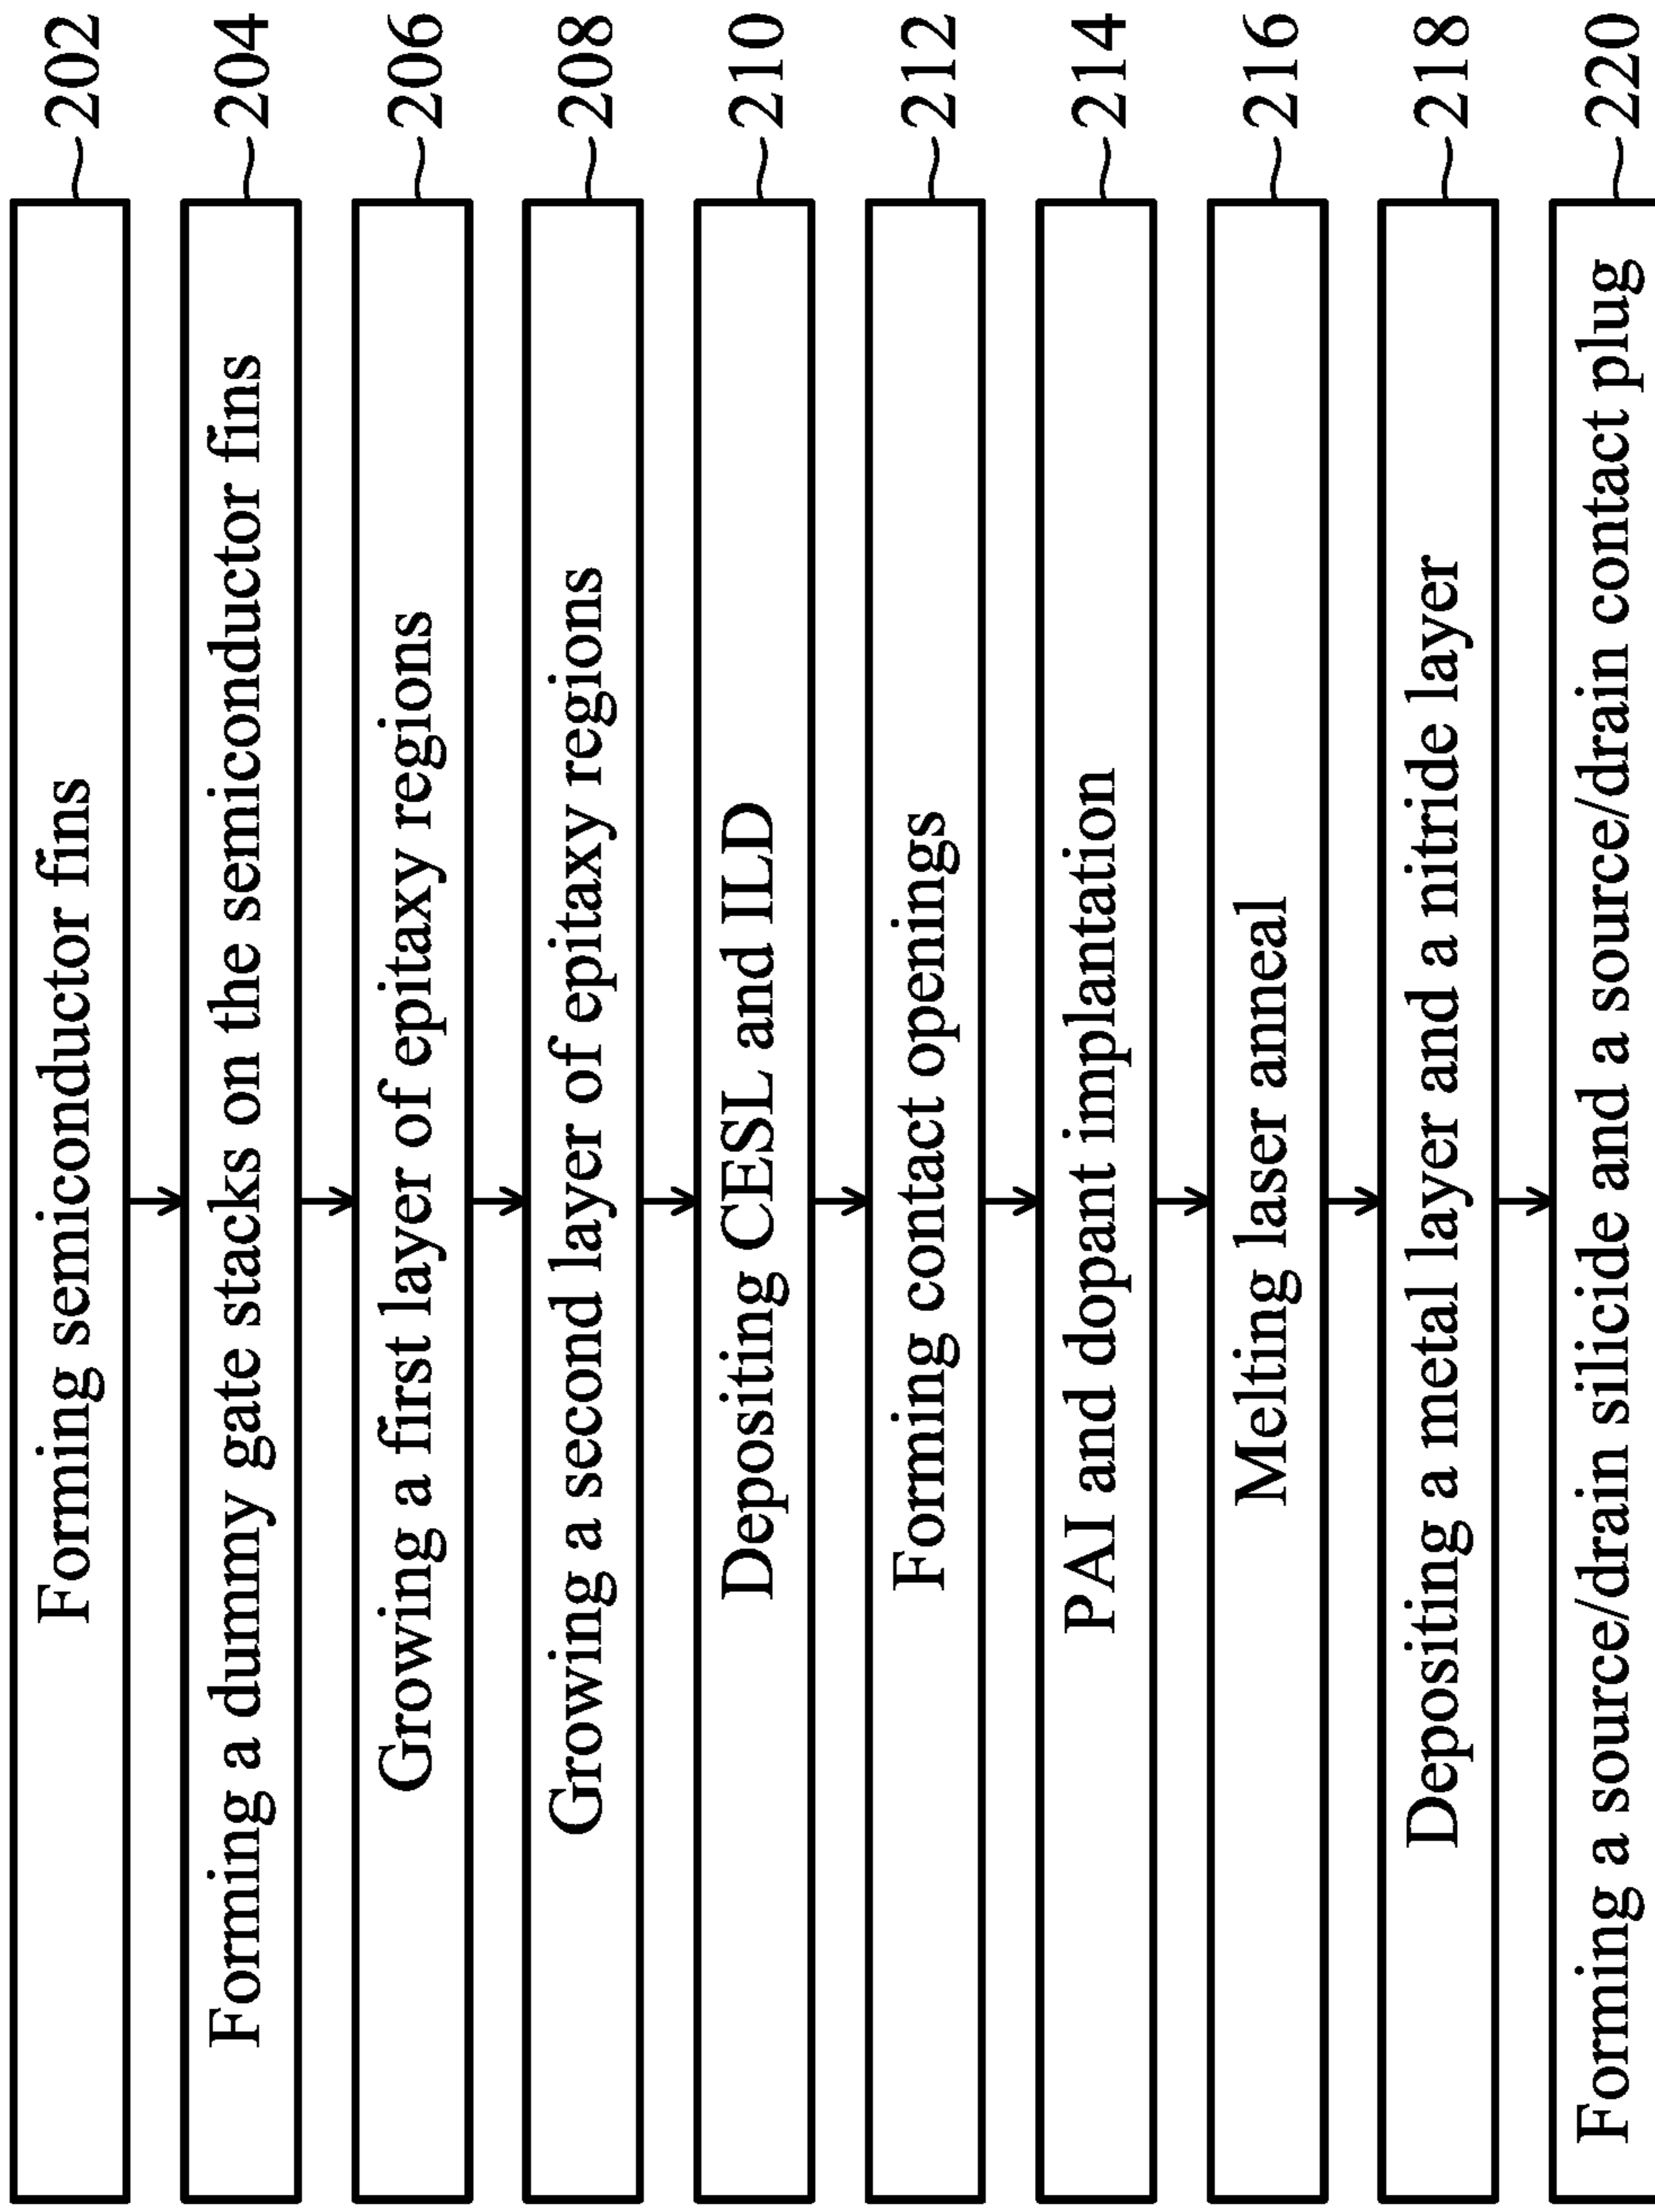 Forming semiconductor fins 202
Forming a dummy gate stacks on the semiconductor fins 204
Growing a first layer of epitaxy regions 206
Growing a second layer of epitaxy regions 208
Depositing CESL and ILD 210
Forming contact openings 212
PAI and dopant implantation 214
Melting laser anneal 216
Depositing a metal layer and a nitride layer 218
Forming a source/drain silicide and a source/drain contact plug 220